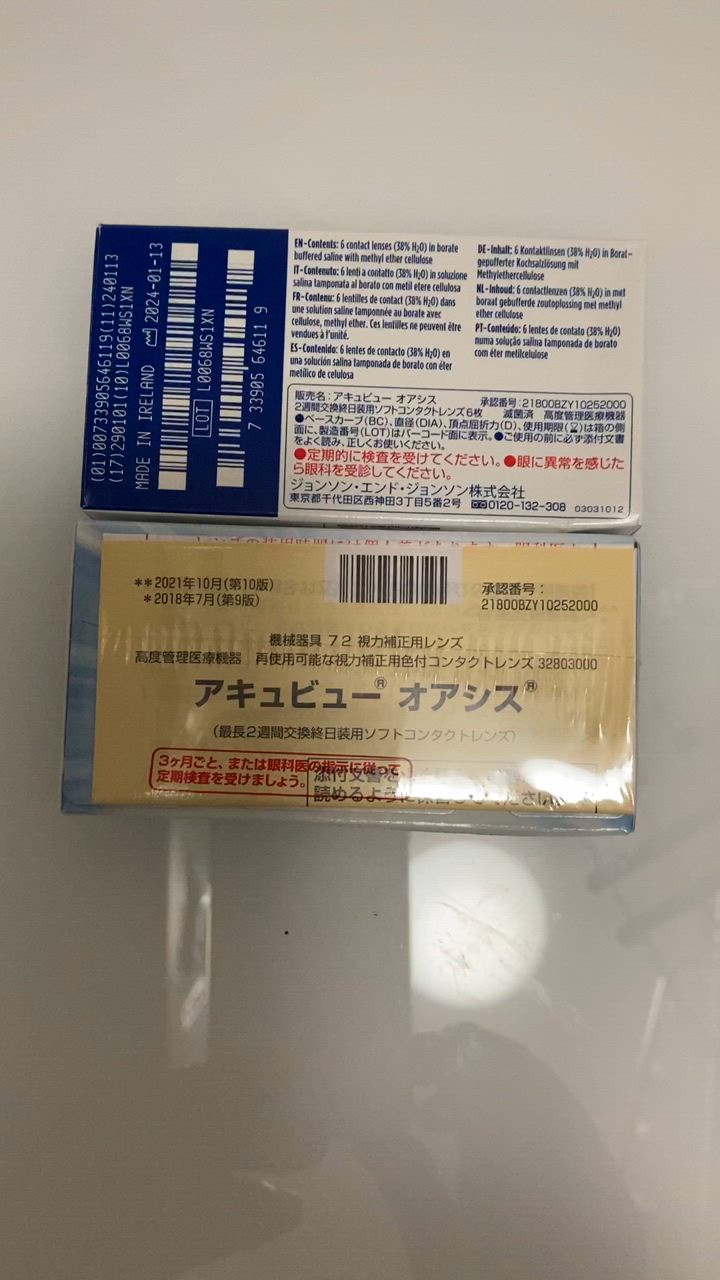 (01)00733905646119(11)240113
(17)290101(10)L0068WS1XN
MADE IN IRELAND 2024-01-13
LOT L0068WS1XN
7 33905 64611 9
EN-Contents: 6 contact lenses (38% H₂O) in borate
buffered saline with methyl ether cellulose
IT-Contenuto: 6 lenti a contatto (38% H₂O) in soluzione
salina tamponata al borato con metil etere cellulosa
FR-Contenu: 6 lentilles de contact (38% H₂O) dans
une solution saline tamponnée au borate avec
cellulose, methyl ether. Ces lentilles ne peuvent être
vendues à l'unité.
ES-Contenido: 6 lentes de contacto (38% H₂O) en
una solución salina tamponada de borato con éter
metílico de celulosa
DE-Inhalt: 6 Kontaktlinsen (38% H₂O) in Borat-
gepufferter Kochsalzlösung mit
Methylethercellulose
NL-Inhoud: 6 contactlenzen (38% H₂O) in met
boraat gebufferde zoutoplossing met methyl
ether cellulose
PT-Conteúdo: 6 lentes de contato (38% H₂O)
numa solução salina tamponada de borato
com éter metilcelulose
販売名:アキュビュー オアシス 承認番号:21800BZY10252000
2週間交換終日装用ソフトコンタクトレンズ6枚 滅菌済 高度管理医療機器
●ベースカーブ(BC)、直径(DIA)、頂点屈折力(D)、使用期限(⌛)は箱の側
面に、製造番号(LOT)はバーコード面に表示。●ご使用の前に必ず添付文書
をよく読み、正しくお使いください。
●定期的に検査を受けてください。●眼に異常を感じた
ら眼科を受診してください。
ジョンソン・エンド・ジョンソン株式会社
東京都千代田区西神田3丁目5番2号 0120-132-308 03031012
**2021年10月(第10版)
*2018年7月(第9版)
承認番号:
21800BZY10252000
機械器具 72 視力補正用レンズ
高度管理医療機器 再使用可能な視力補正用色付コンタクトレンズ 32803000
アキュビュー® オアシス®
(最長2週間交換終日装用ソフトコンタクトレンズ)
3ヶ月ごと、または眼科医の指示に従って
定期検査を受けましょう。
添付文書を
読めるように保管してください